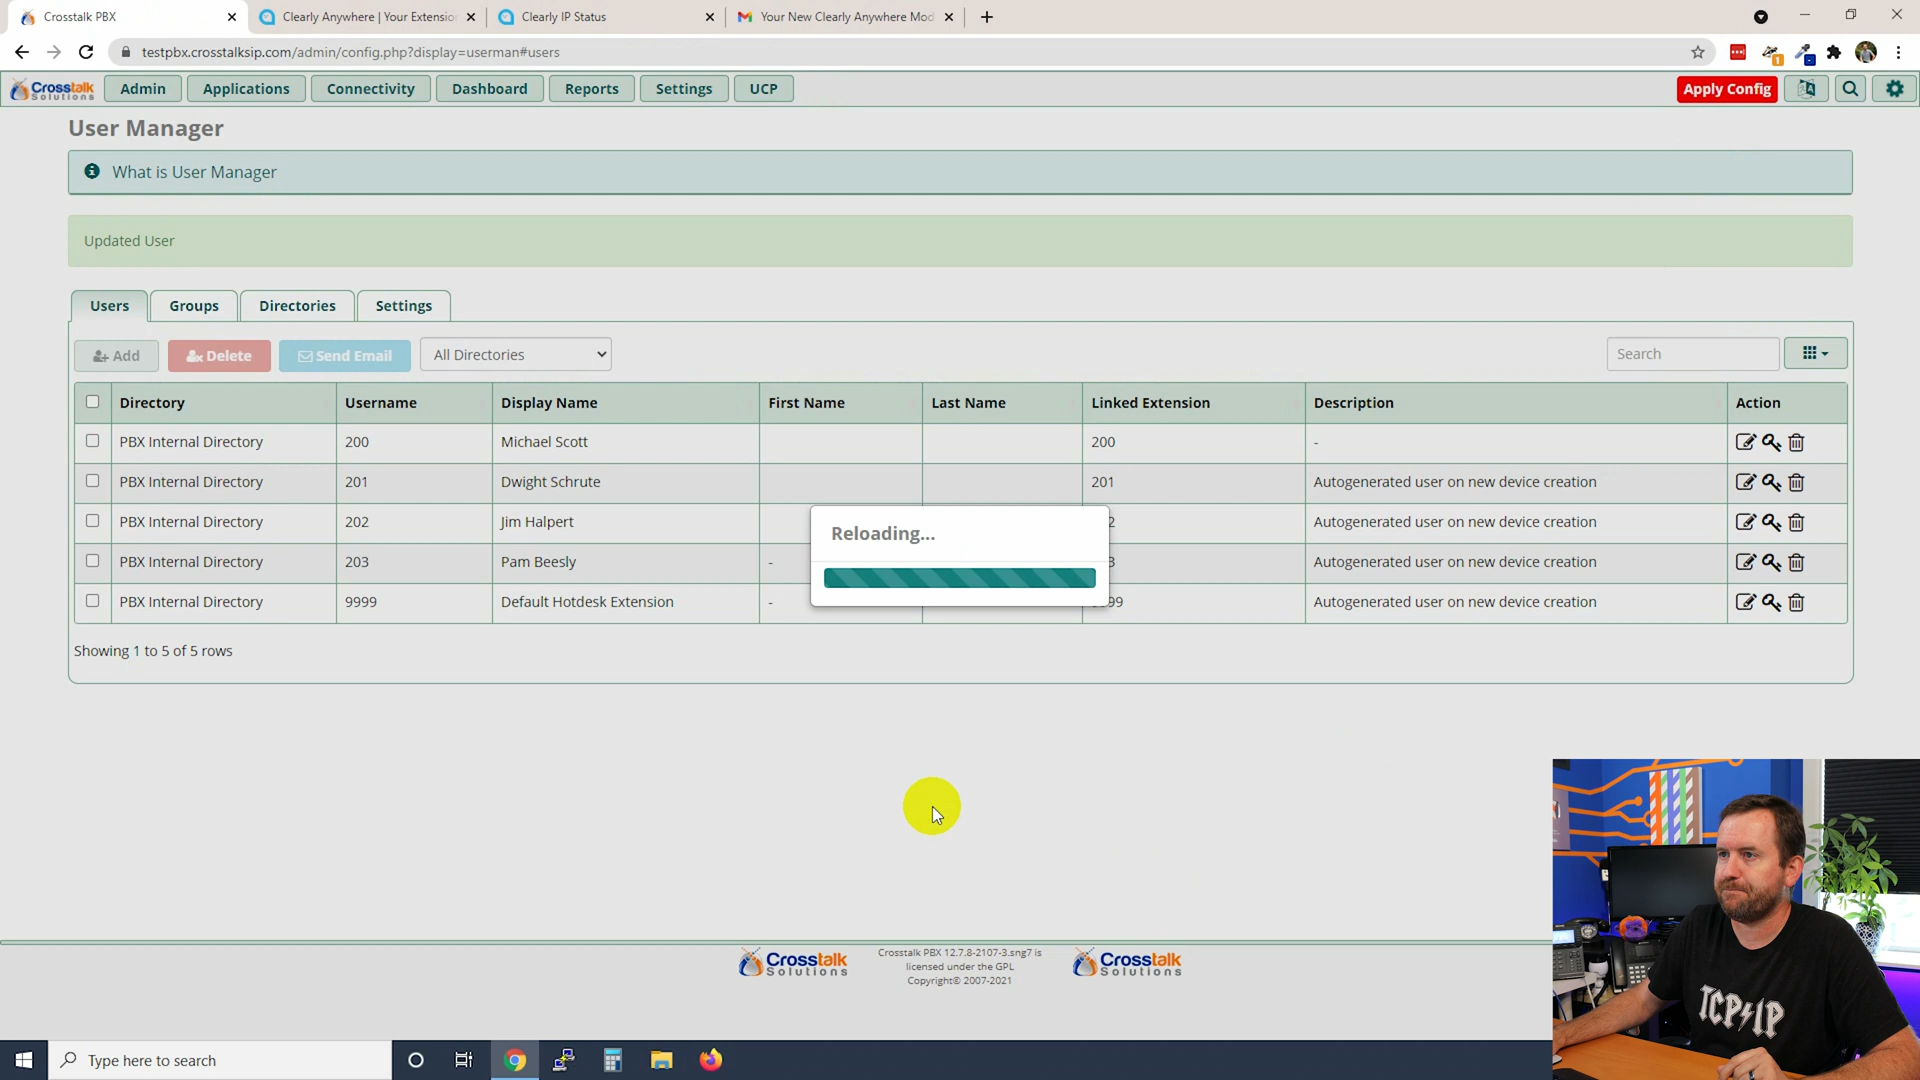 Crosstalk PBX
Clearly Anywhere | Your Extensio
Clearly IP Status
Your New Clearly Anywhere Mod
testpbx.crosstalksip.com/admin/config.php?display=userman#users
Crosstalk
Solutions
Admin
Applications
Connectivity
Dashboard
Reports
Settings
UCP
Apply Config
User Manager
What is User Manager
Updated User
Users
Groups
Directories
Settings
Add
Delete
Send Email
All Directories
Search
Directory Username Display Name First Name Last Name Linked Extension Description Action
PBX Internal Directory 200 Michael Scott 200 -
PBX Internal Directory 201 Dwight Schrute 201 Autogenerated user on new device creation
PBX Internal Directory 202 Jim Halpert 2 Autogenerated user on new device creation
PBX Internal Directory 203 Pam Beesly - 3 Autogenerated user on new device creation
PBX Internal Directory 9999 Default Hotdesk Extension - 9999 Autogenerated user on new device creation
Reloading...
Showing 1 to 5 of 5 rows
Crosstalk
Solutions
Crosstalk PBX 12.7.8-2107-3.sng7 is
licensed under the GPL
Copyright© 2007-2021
Crosstalk
Solutions
TCP IP
Type here to search